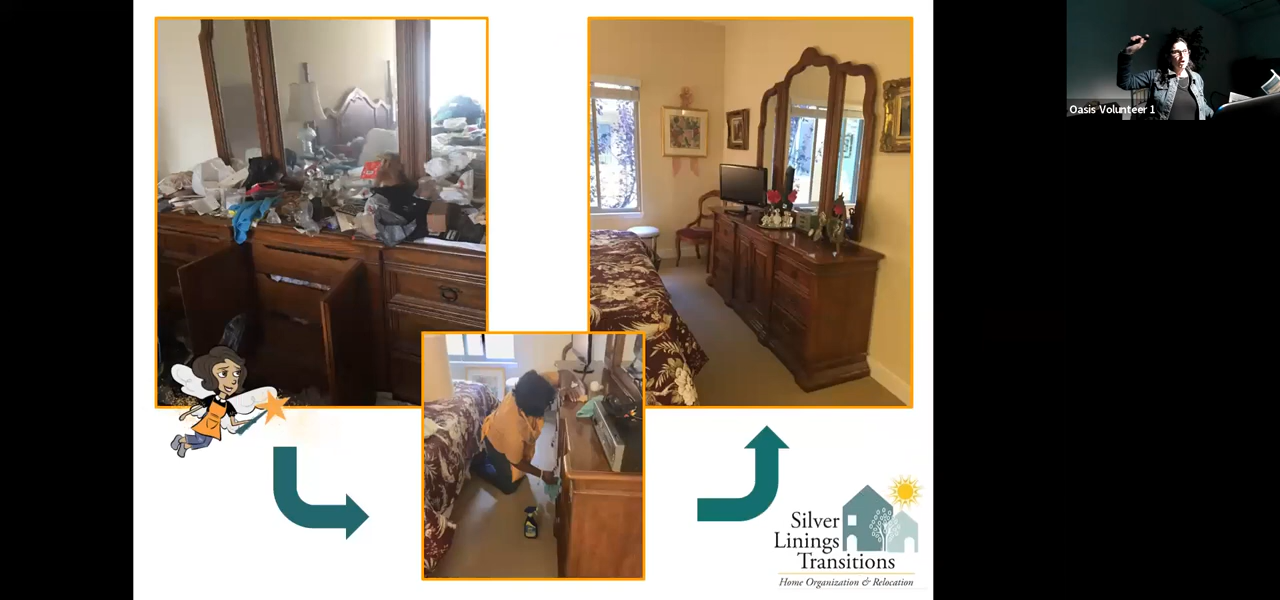 Oasis Volunteer 1
Silver
Linings
Transitions
Home Organization & Relocation